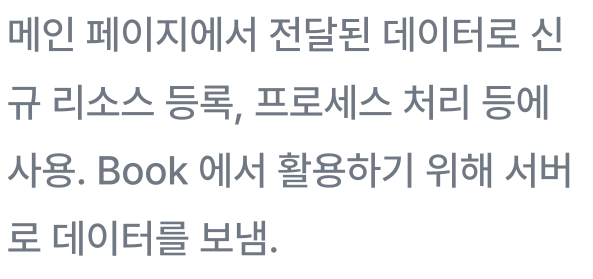 메인 페이지에서 전달된 데이터로 신
규 리소스 등록, 프로세스 처리 등에
사용. Book 에서 활용하기 위해 서버
로 데이터를 보냄.